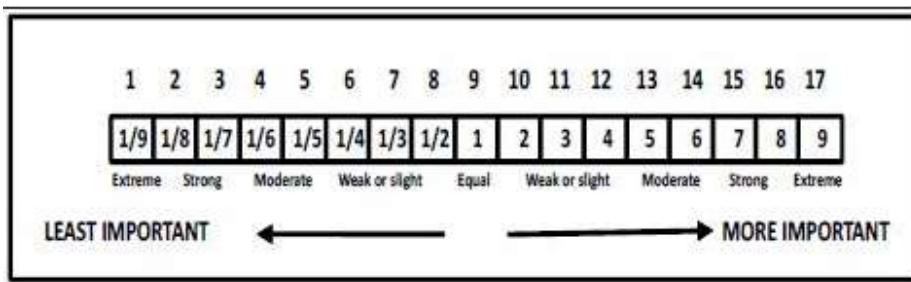 1 2 3 4 5 6 7 8 9 10 11 12 13 14 15 16 17
1/9 1/8 1/7 1/6 1/5 1/4 1/3 1/2 1 2 3 4 5 6 7 8 9
Extreme Strong Moderate Weak or slight Equal Weak or slight Moderate Strong Extreme
LEAST IMPORTANT MORE IMPORTANT